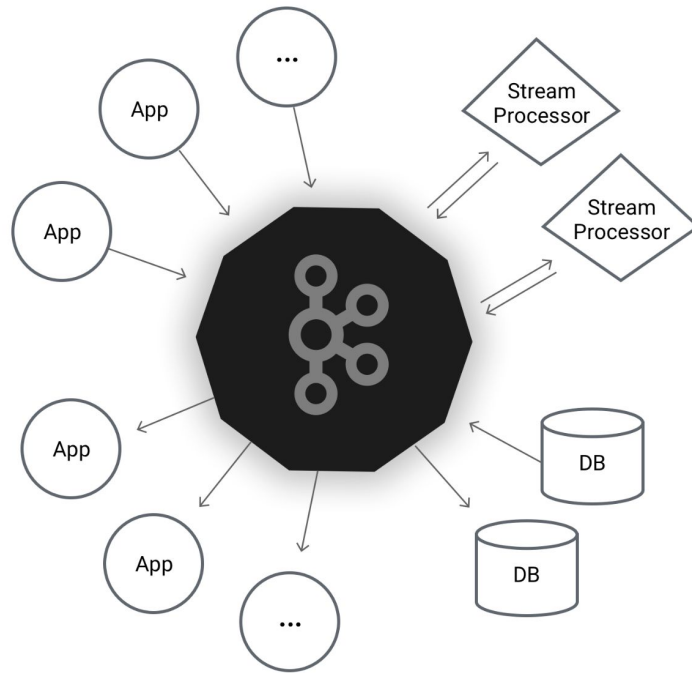 ...
App
App
Stream
Processor
Stream
Processor
App
App
...
DB
DB